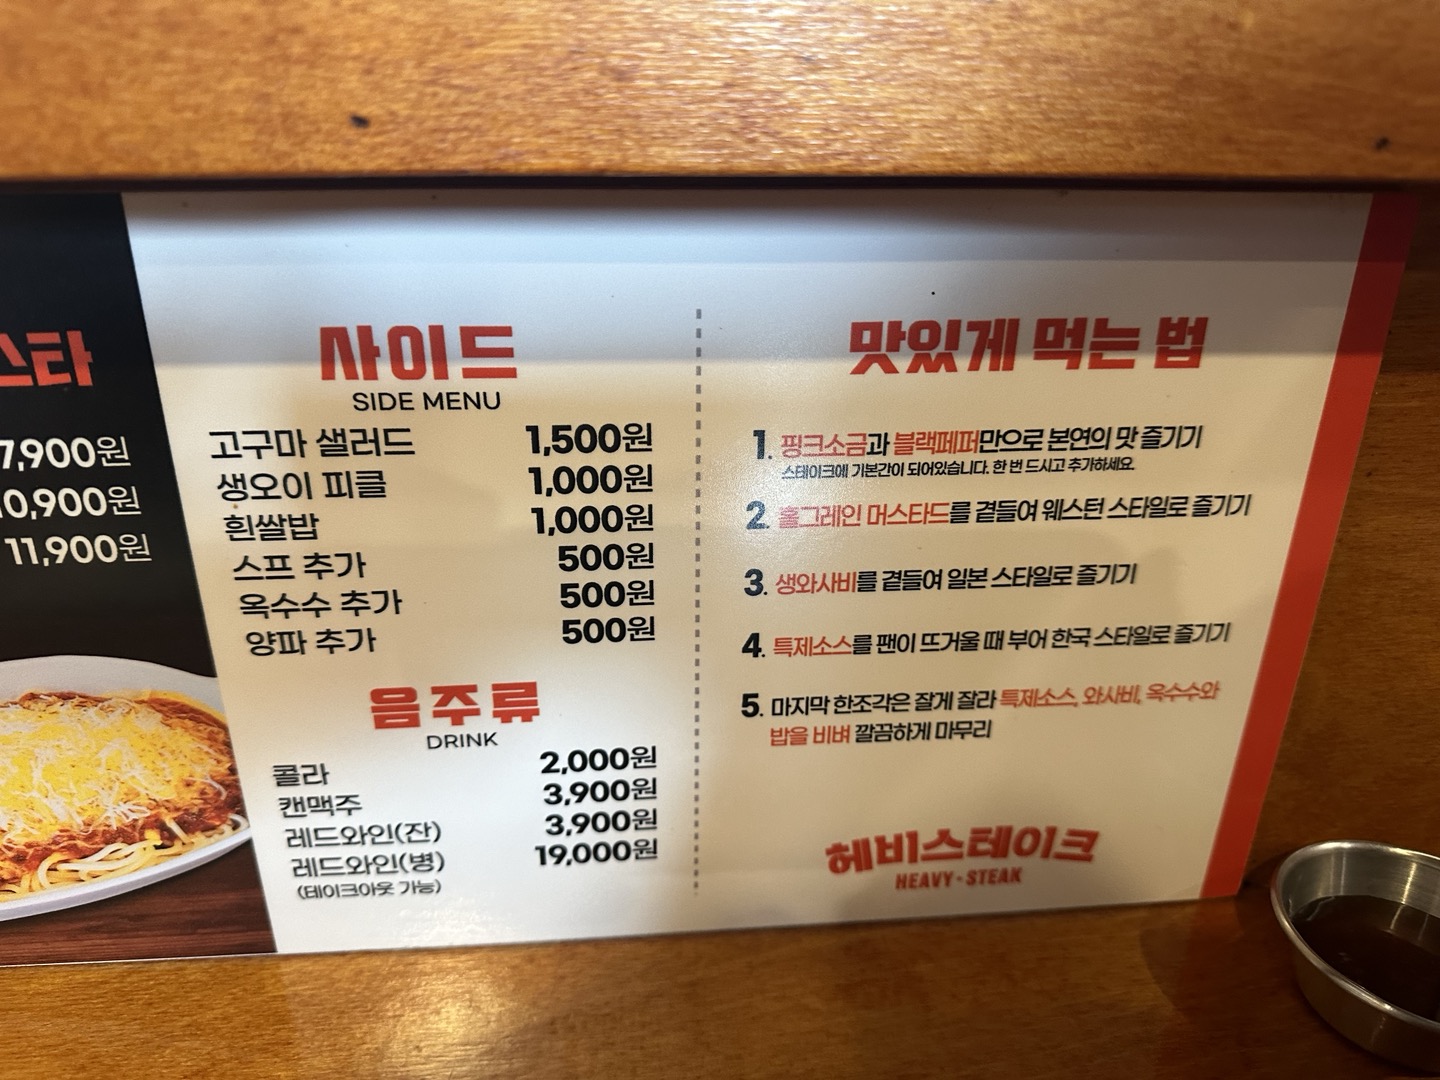 스타
7,900원
10,900원
11,900원
사이드
SIDE MENU
고구마 샐러드 1,500원
생오이 피클 1,000원
흰쌀밥 1,000원
스프 추가 500원
옥수수 추가 500원
양파 추가 500원
음주류
DRINK
콜라 2,000원
캔맥주 3,900원
레드와인(잔) 3,900원
레드와인(병) 19,000원
(테이크아웃 가능)
맛있게 먹는 법
1. 핑크소금과 블랙페퍼만으로 본연의 맛 즐기기
스테이크에 기본간이 되어있습니다. 한 번 드시고 추가하세요.
2. 홀그레인 머스타드를 곁들여 웨스턴 스타일로 즐기기
3. 생와사비를 곁들여 일본 스타일로 즐기기
4. 특제소스를 팬이 뜨거울 때 부어 한국 스타일로 즐기기
5. 마지막 한조각은 잘게 잘라 특제소스, 와사비, 옥수수와
밥을 비벼 깔끔하게 마무리
헤비스테이크
HEAVY-STEAK